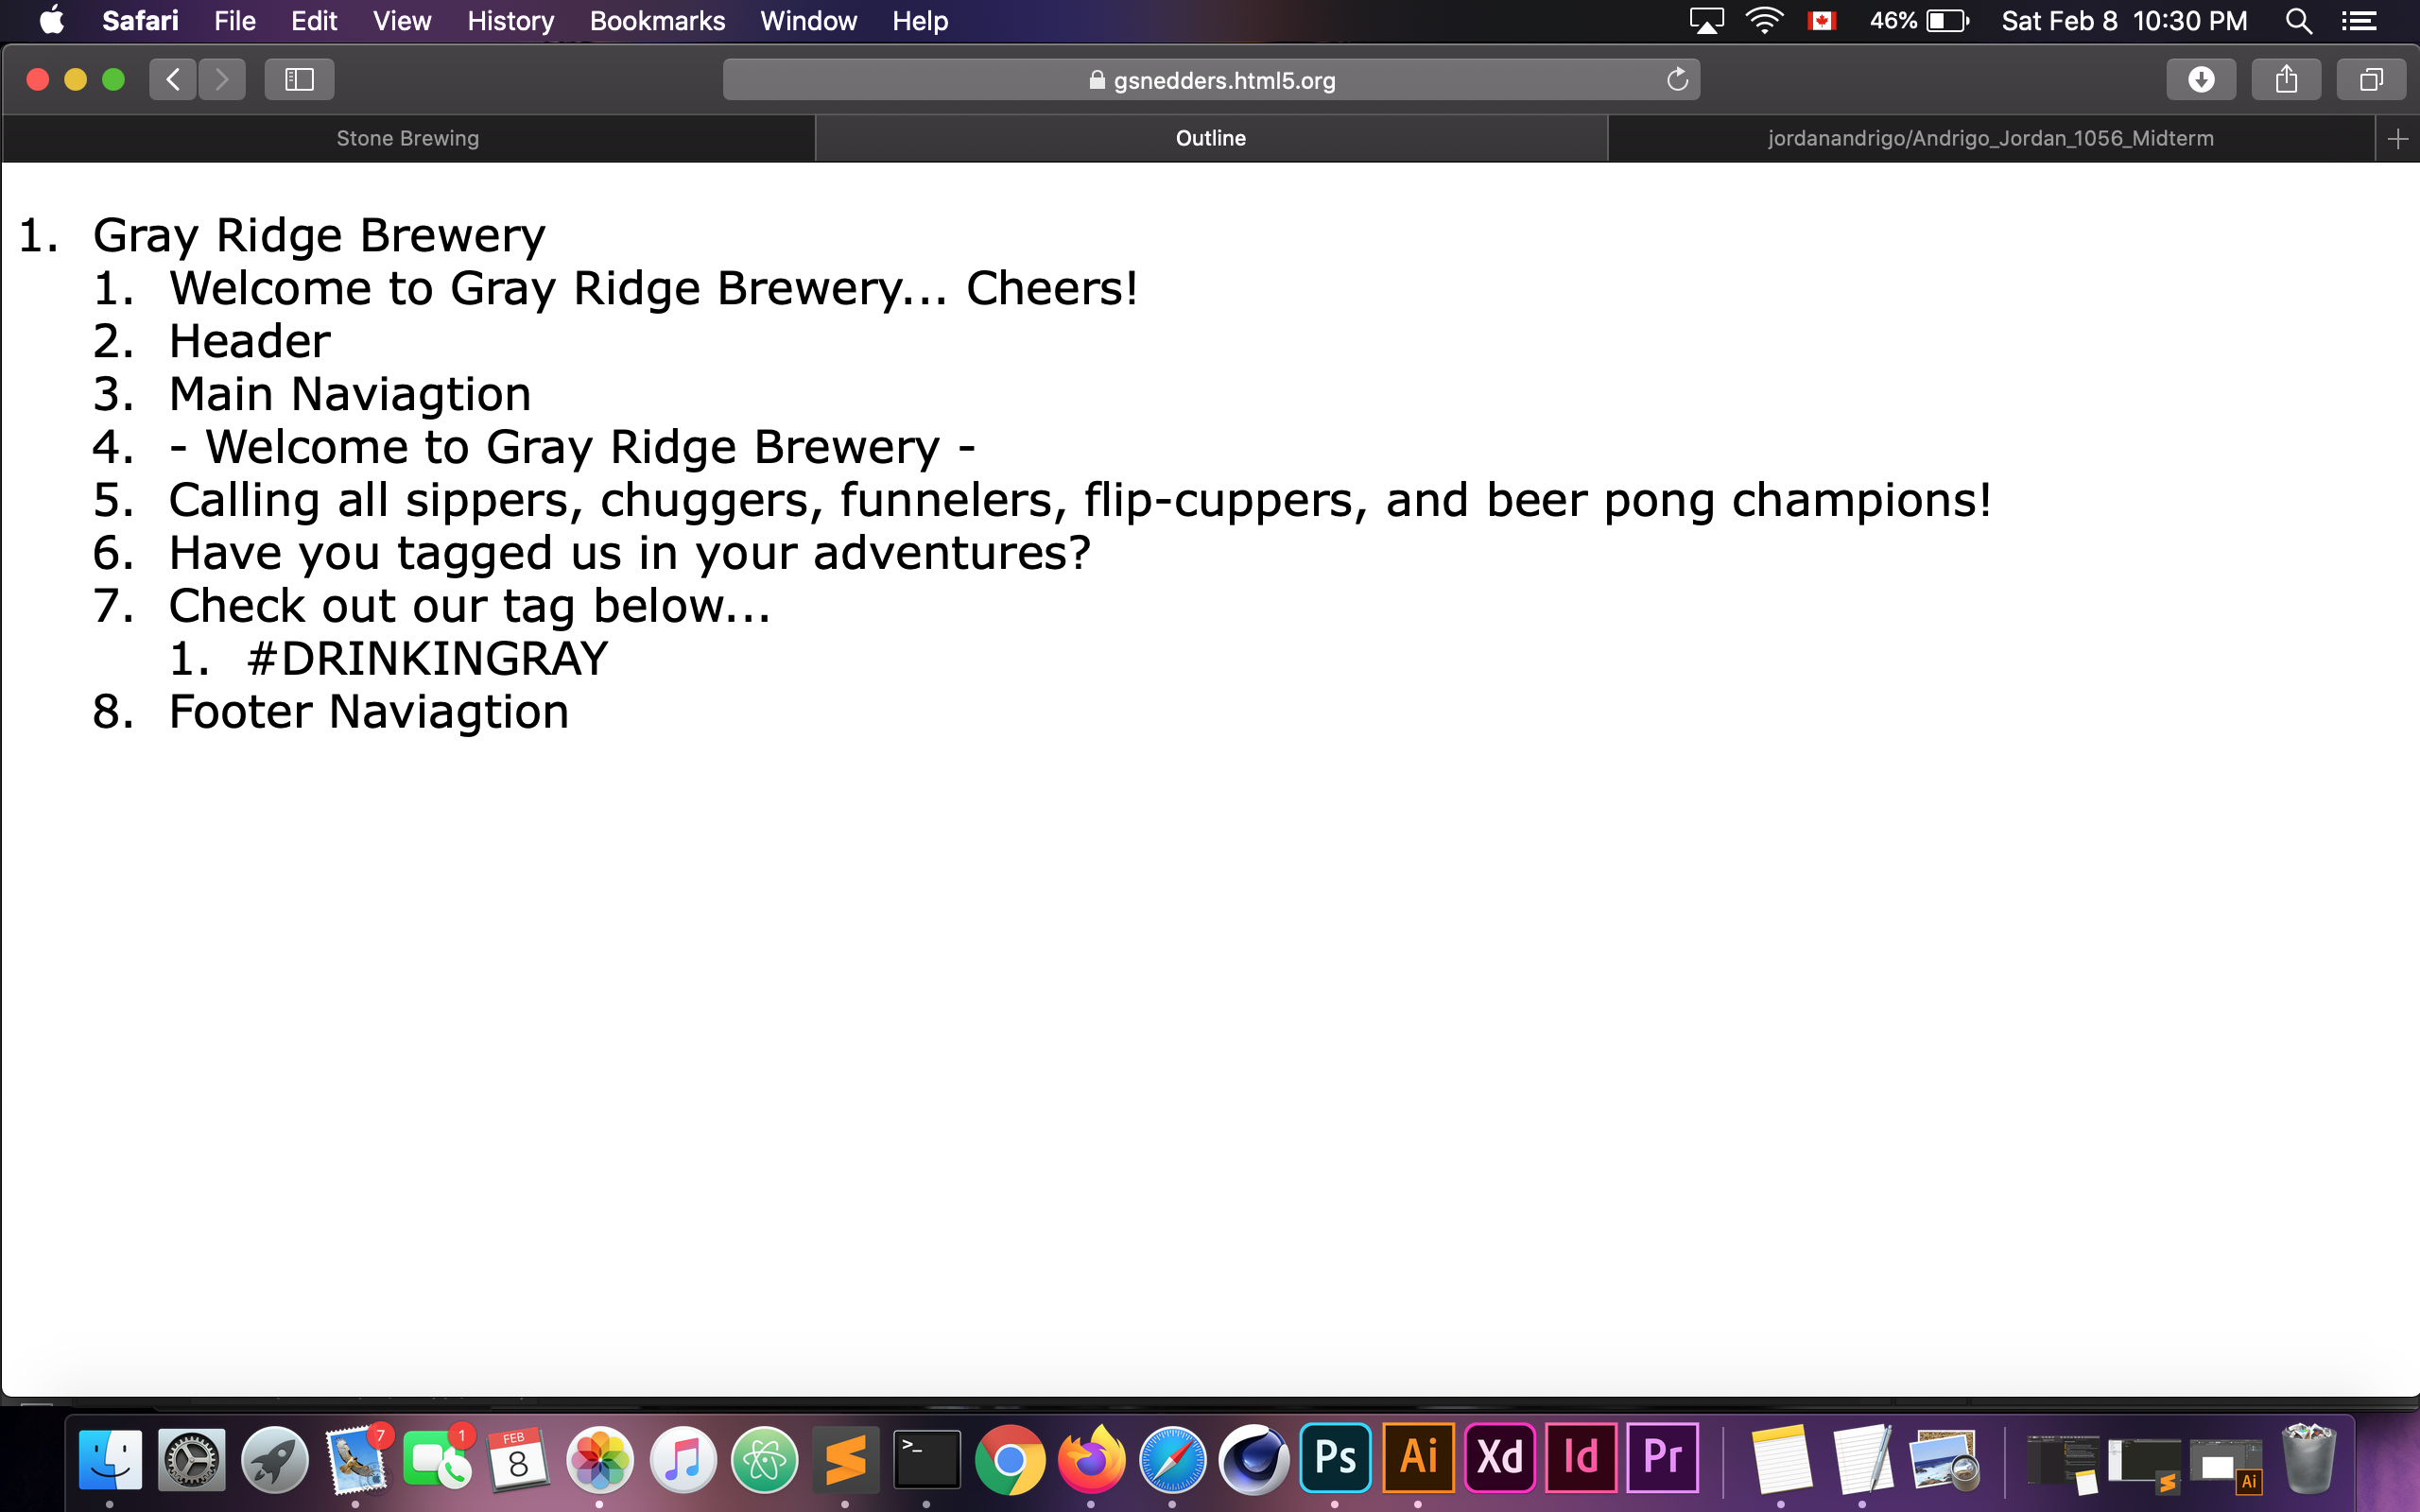 Safari File Edit View History Bookmarks Window Help 46% Sat Feb 8 10:30 PM
gsnedders.html5.org
Stone Brewing Outline jordanandrigo/Andrigo_Jordan_1056_Midterm
1. Gray Ridge Brewery
1. Welcome to Gray Ridge Brewery... Cheers!
2. Header
3. Main Naviagtion
4. - Welcome to Gray Ridge Brewery -
5. Calling all sippers, chuggers, funnelers, flip-cuppers, and beer pong champions!
6. Have you tagged us in your adventures?
7. Check out our tag below...
1. #DRINKINGRAY
8. Footer Naviagtion
7 1 FEB 8 >_ Ps Ai Xd Id Pr Ai